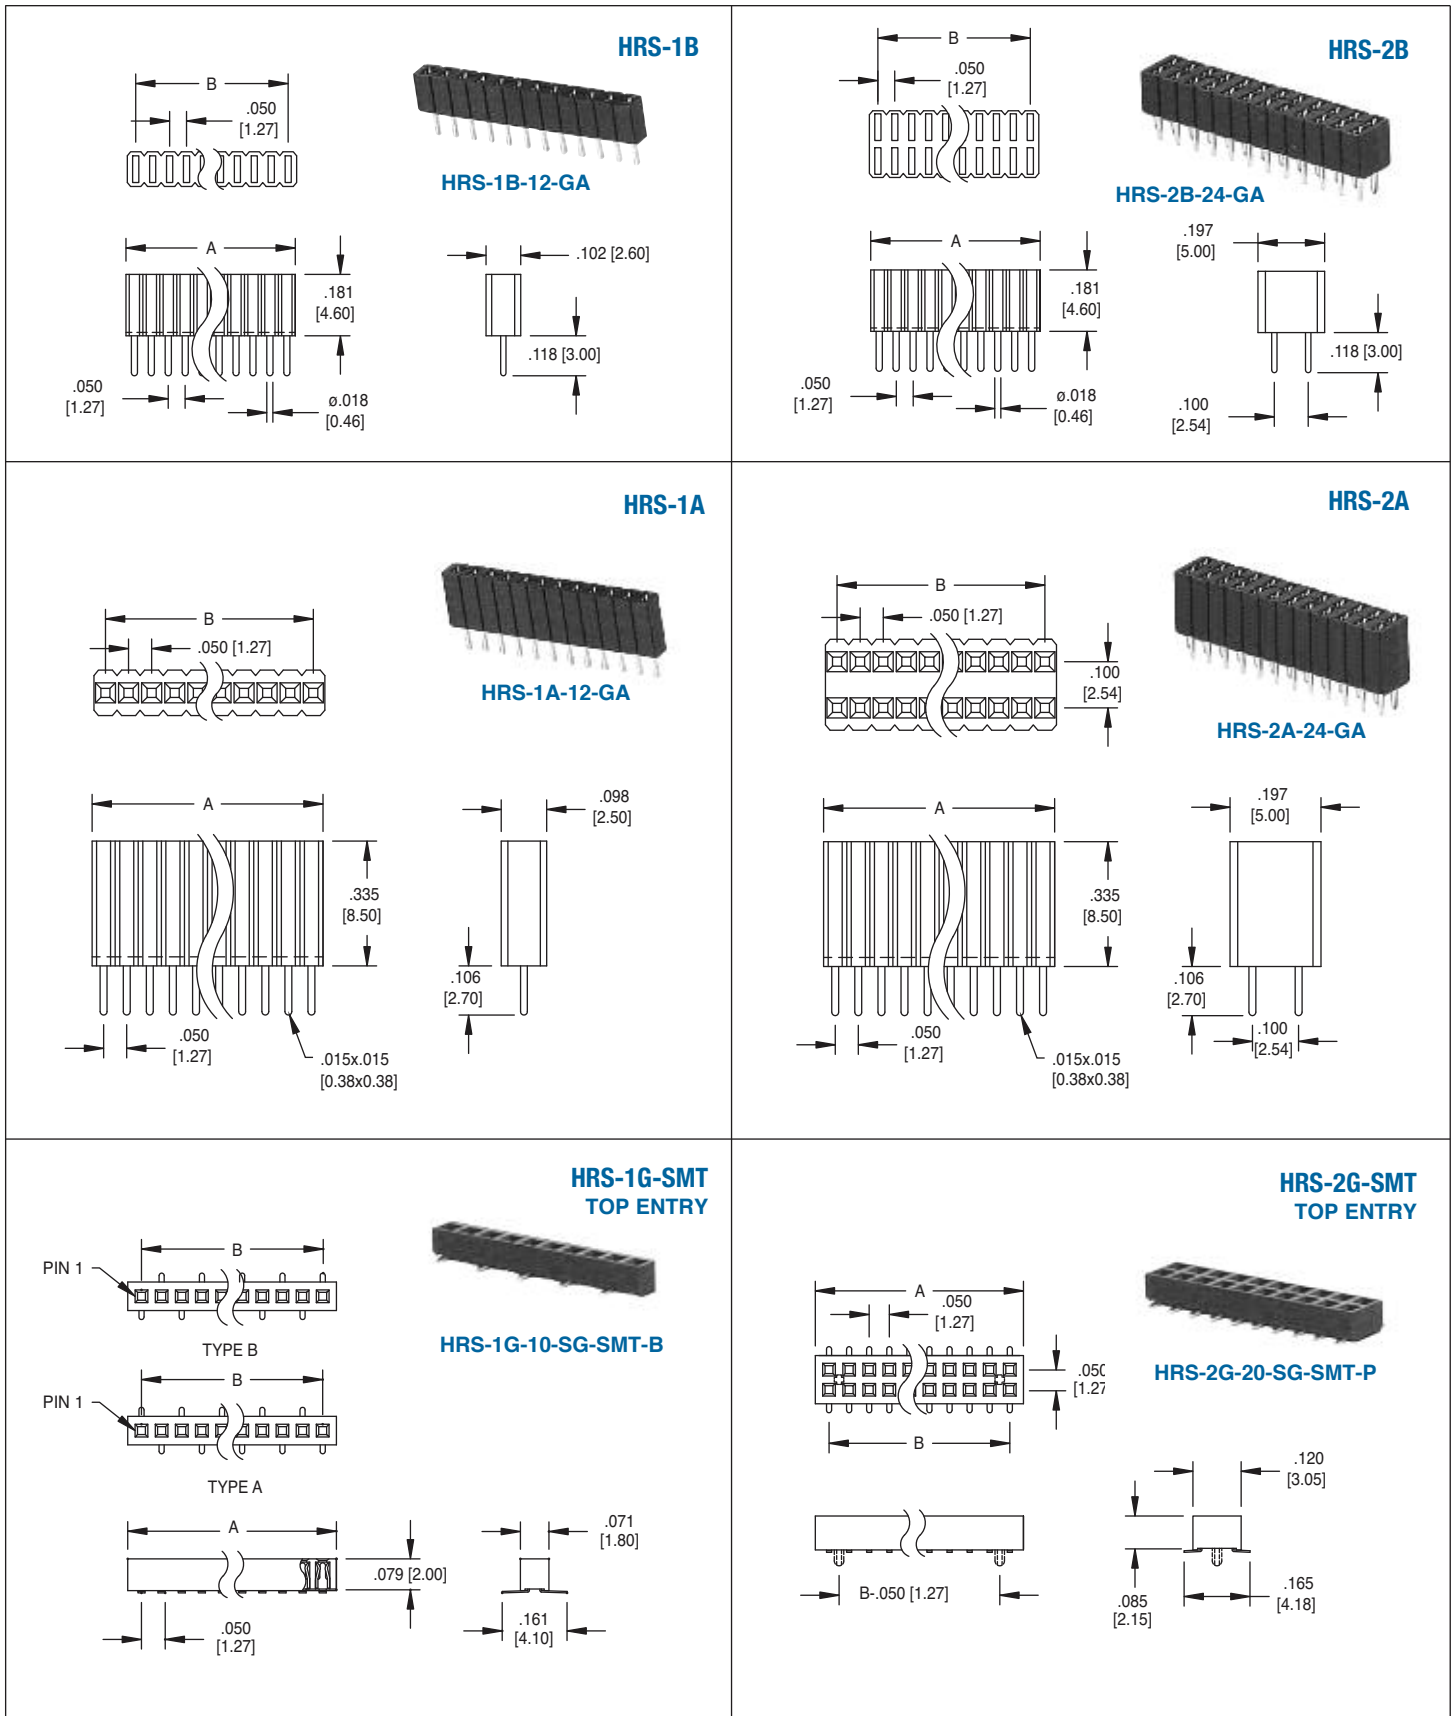 HRS-1B
B
.050
[1.27]
HRS-1B-12-GA
A
.102 [2.60]
.181
[4.60]
.118 [3.00]
.050
[1.27]
ø.018
[0.46]
HRS-2B
B
.050
[1.27]
HRS-2B-24-GA
.197
[5.00]
A
.181
[4.60]
.118 [3.00]
.050
[1.27]
ø.018
[0.46]
.100
[2.54]
HRS-1A
B
.050 [1.27]
HRS-1A-12-GA
A
.098
[2.50]
.335
[8.50]
.106
[2.70]
.050
[1.27]
.015x.015
[0.38x0.38]
HRS-2A
B
.050 [1.27]
.100
[2.54]
HRS-2A-24-GA
A
.197
[5.00]
.335
[8.50]
.106
[2.70]
.050
[1.27]
.100
[2.54]
.015x.015
[0.38x0.38]
HRS-1G-SMT
TOP ENTRY
B
PIN 1
TYPE B
HRS-1G-10-SG-SMT-B
B
PIN 1
TYPE A
A
.071
[1.80]
.079 [2.00]
.050
[1.27]
.161
[4.10]
HRS-2G-SMT
TOP ENTRY
A
.050
[1.27]
.050
[1.27
HRS-2G-20-SG-SMT-P
B
.120
[3.05]
B-.050 [1.27]
.085
[2.15]
.165
[4.18]